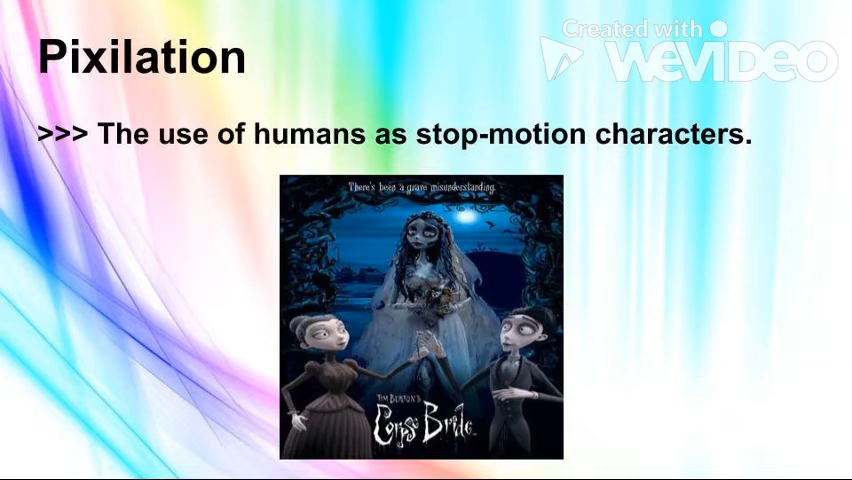 Created with
WEVIDEO
Pixilation
>>> The use of humans as stop-motion characters.
There's been a grave misunderstanding.
TIM BURTON'S
Corpse Bride